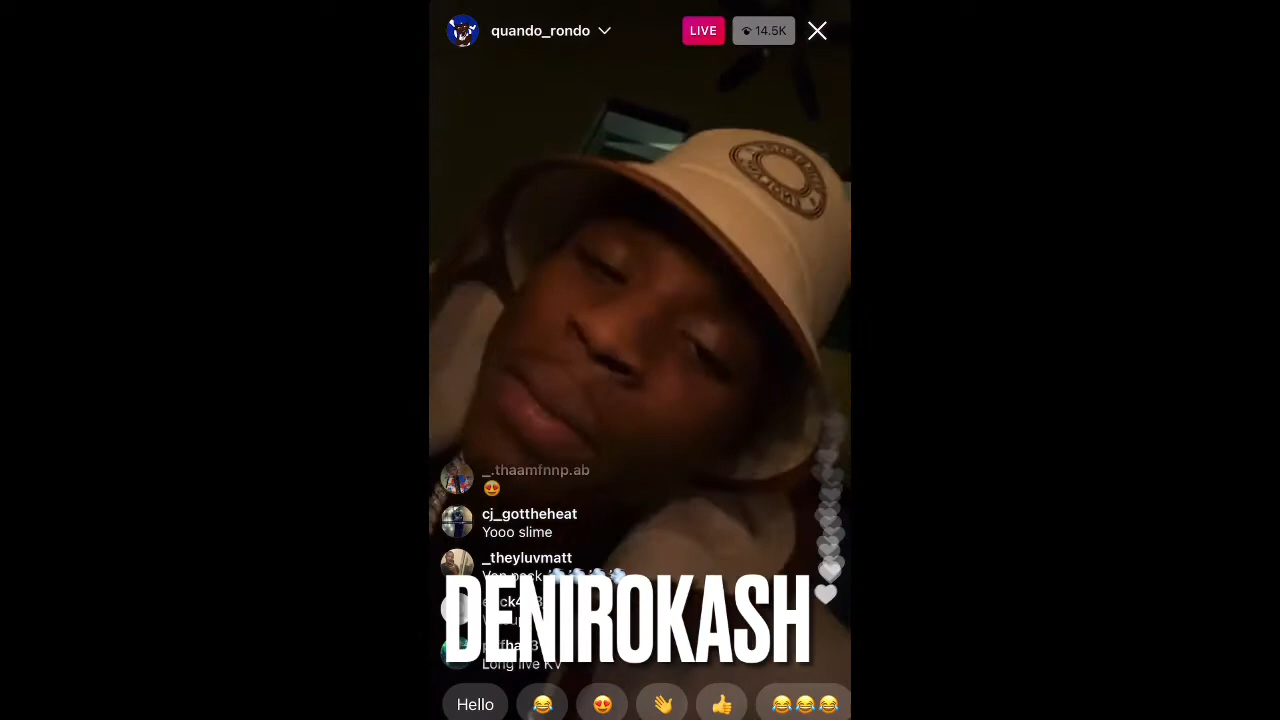 quando_rondo
LIVE
14.5K
_.thaamfnnp.ab
😍
cj_gottheheat
Yooo slime
_theyluvmatt
DENIROKASH
Long live KV
Hello
😂
😍
👋
👍
😂😂😂